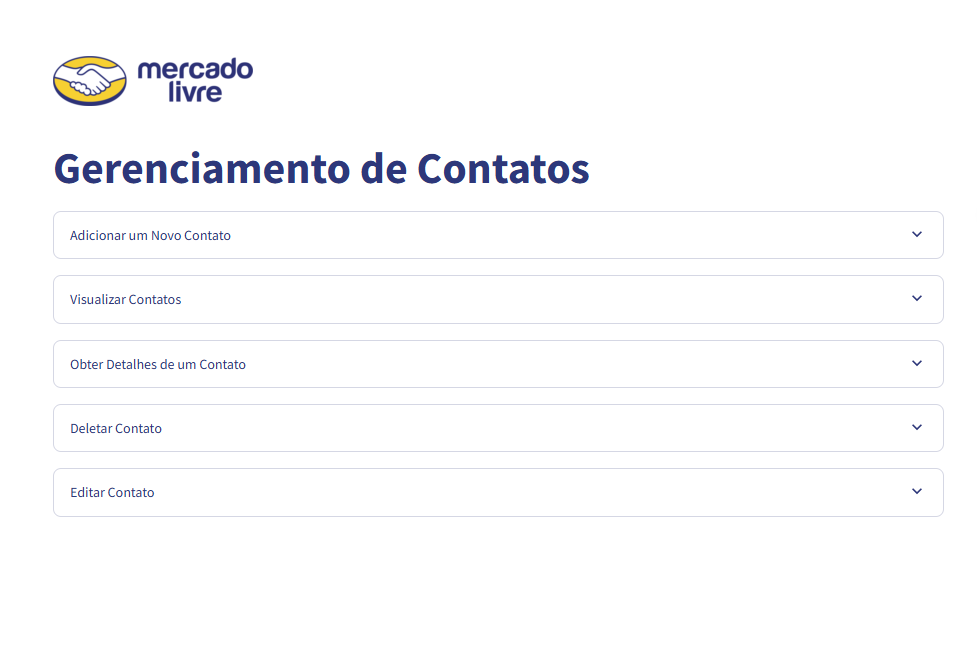 mercado
livre
Gerenciamento de Contatos
Adicionar um Novo Contato
Visualizar Contatos
Obter Detalhes de um Contato
Deletar Contato
Editar Contato